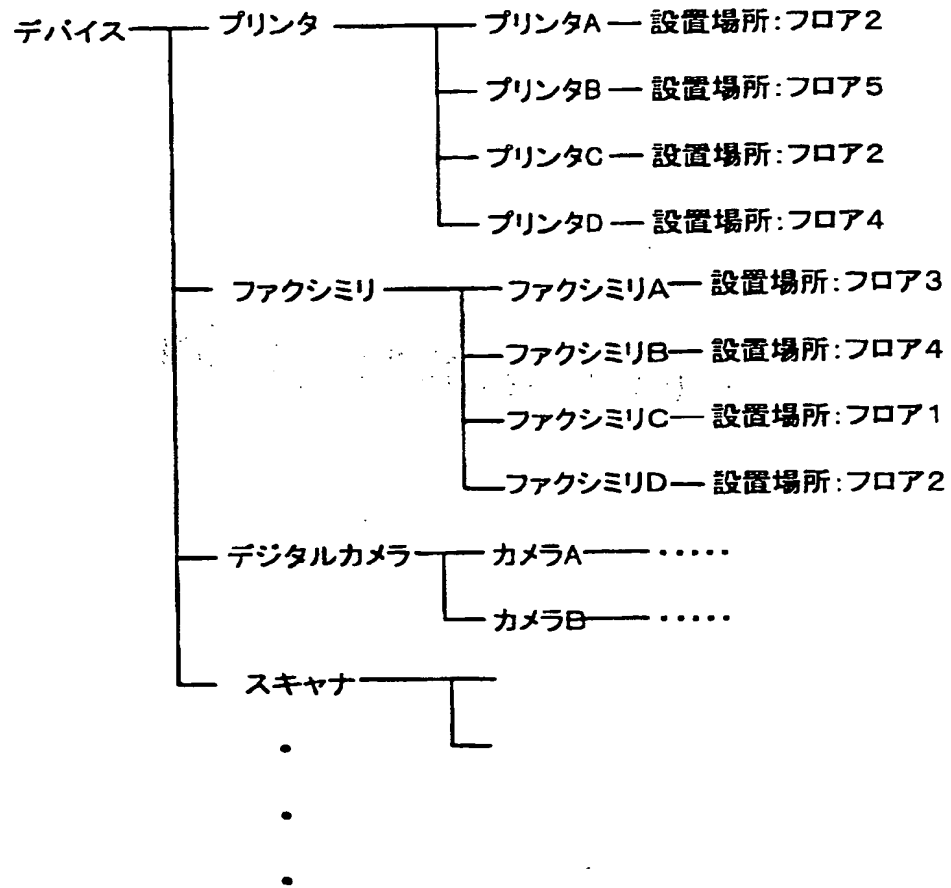 デバイス プリンタ プリンタA 設置場所:フロア2
プリンタB 設置場所:フロア5
プリンタC 設置場所:フロア2
プリンタD 設置場所:フロア4
ファクシミリ ファクシミリA 設置場所:フロア3
ファクシミリB 設置場所:フロア4
ファクシミリC 設置場所:フロア1
ファクシミリD 設置場所:フロア2
デジタルカメラ カメラA ・・・・・
カメラB ・・・・・
スキャナ
・
・
・